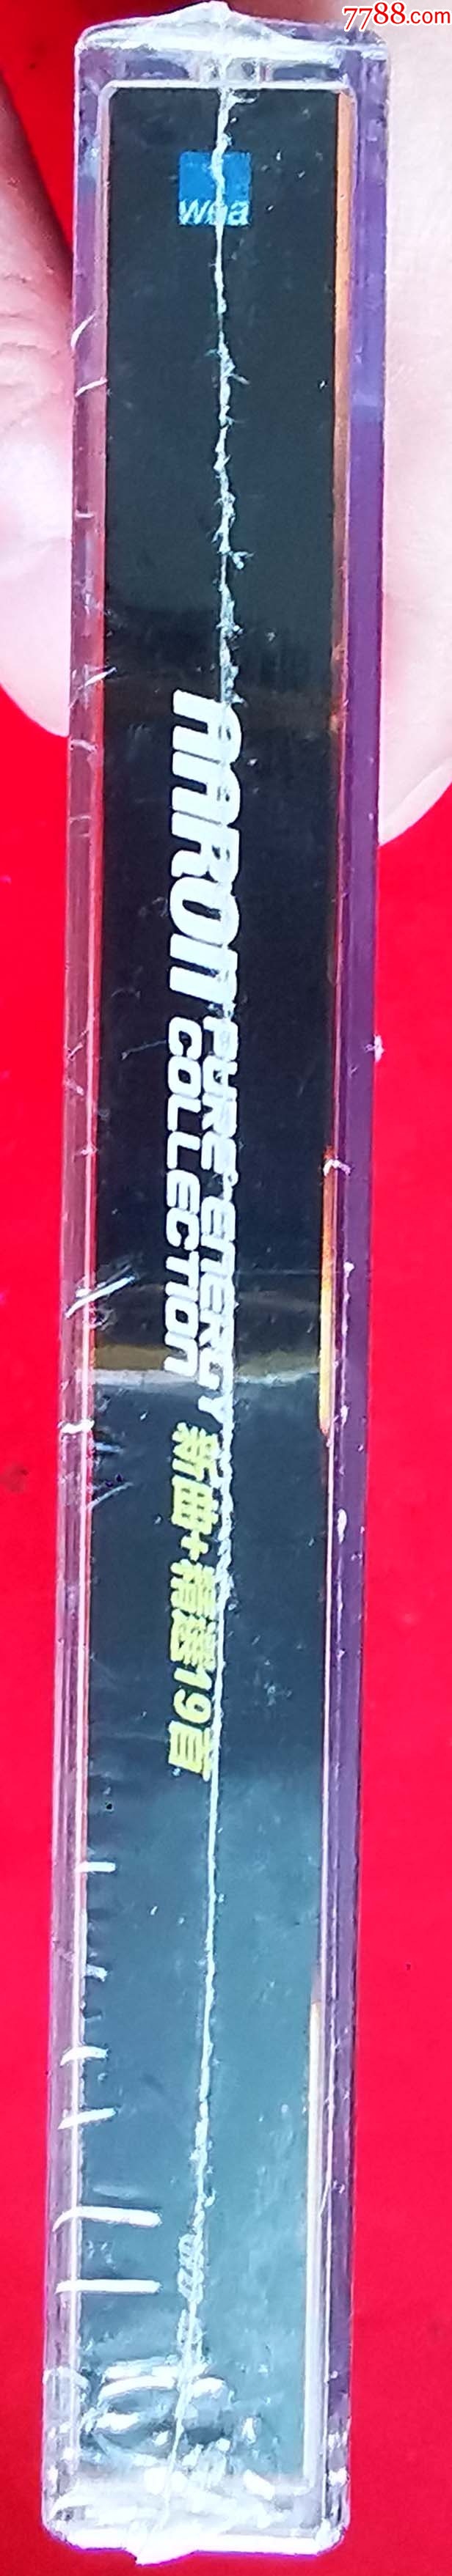 7788.com
wea
AARON
PURE ENERGY
COLLECTION
新曲+精選19首